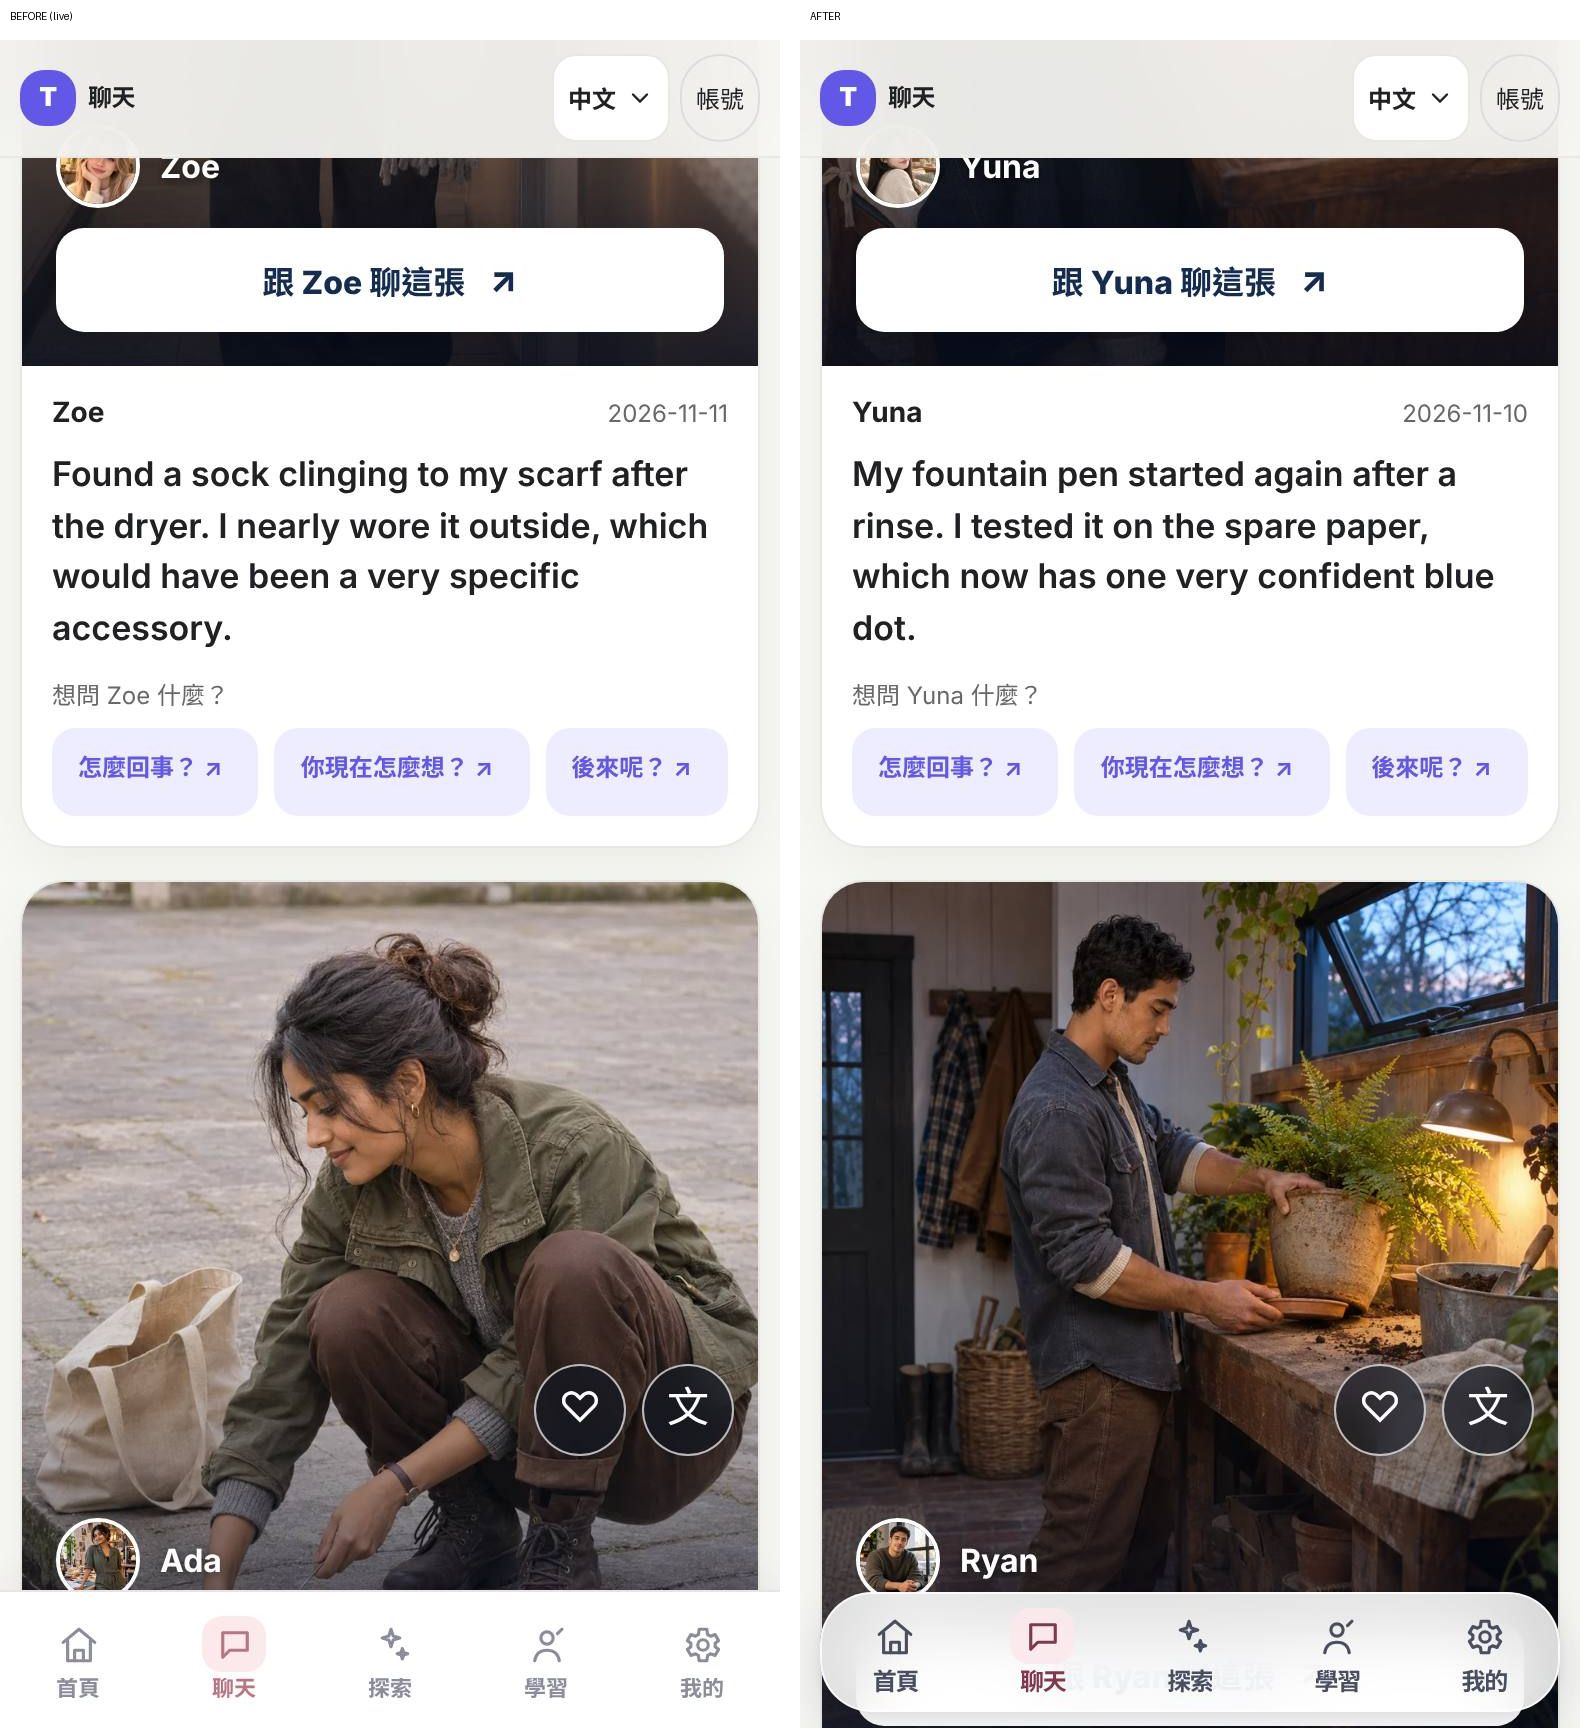 BEFORE (live)
T 聊天 中文 帳號
Zoe
跟 Zoe 聊這張
Zoe 2026-11-11
Found a sock clinging to my scarf after
the dryer. I nearly wore it outside, which
would have been a very specific
accessory.
想問 Zoe 什麼？
怎麼回事？ 你現在怎麼想？ 後來呢？
文
Ada
首頁 聊天 探索 學習 我的
AFTER
T 聊天 中文 帳號
Yuna
跟 Yuna 聊這張
Yuna 2026-11-10
My fountain pen started again after a
rinse. I tested it on the spare paper,
which now has one very confident blue
dot.
想問 Yuna 什麼？
怎麼回事？ 你現在怎麼想？ 後來呢？
文
Ryan
跟 Ryan 聊這張
首頁 聊天 探索 學習 我的